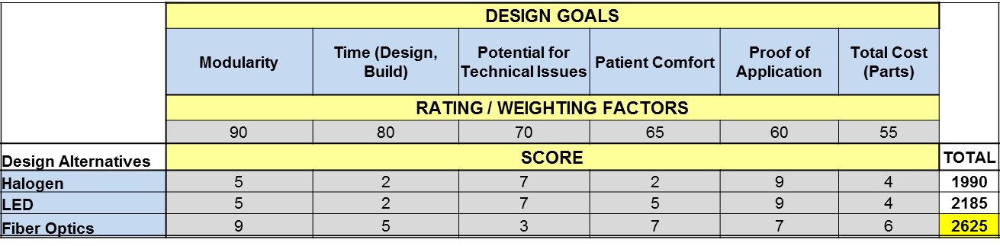 DESIGN GOALS
Modularity Time (Design, Build) Potential for Technical Issues Patient Comfort Proof of Application Total Cost (Parts)
RATING / WEIGHTING FACTORS
90 80 70 65 60 55
Design Alternatives SCORE TOTAL
Halogen 5 2 7 2 9 4 1990
LED 5 2 7 5 9 4 2185
Fiber Optics 9 5 3 7 7 6 2625